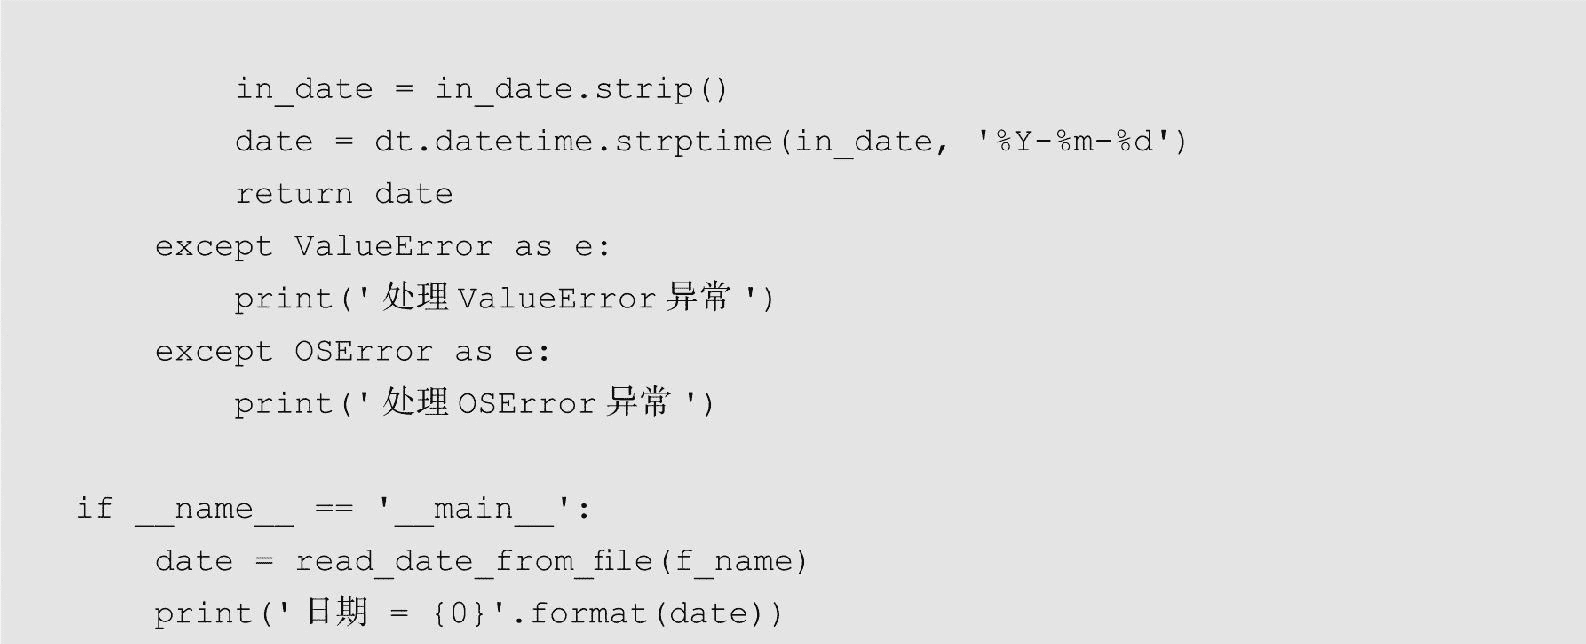 in_date = in_date.strip()
date = dt.datetime.strptime(in_date, '%Y-%m-%d')
return date
except ValueError as e:
print('处理ValueError异常')
except OSError as e:
print('处理OSError异常')
if __name__ == '__main__':
date = read_date_from_file(f_name)
print('日期 = {0}'.format(date))